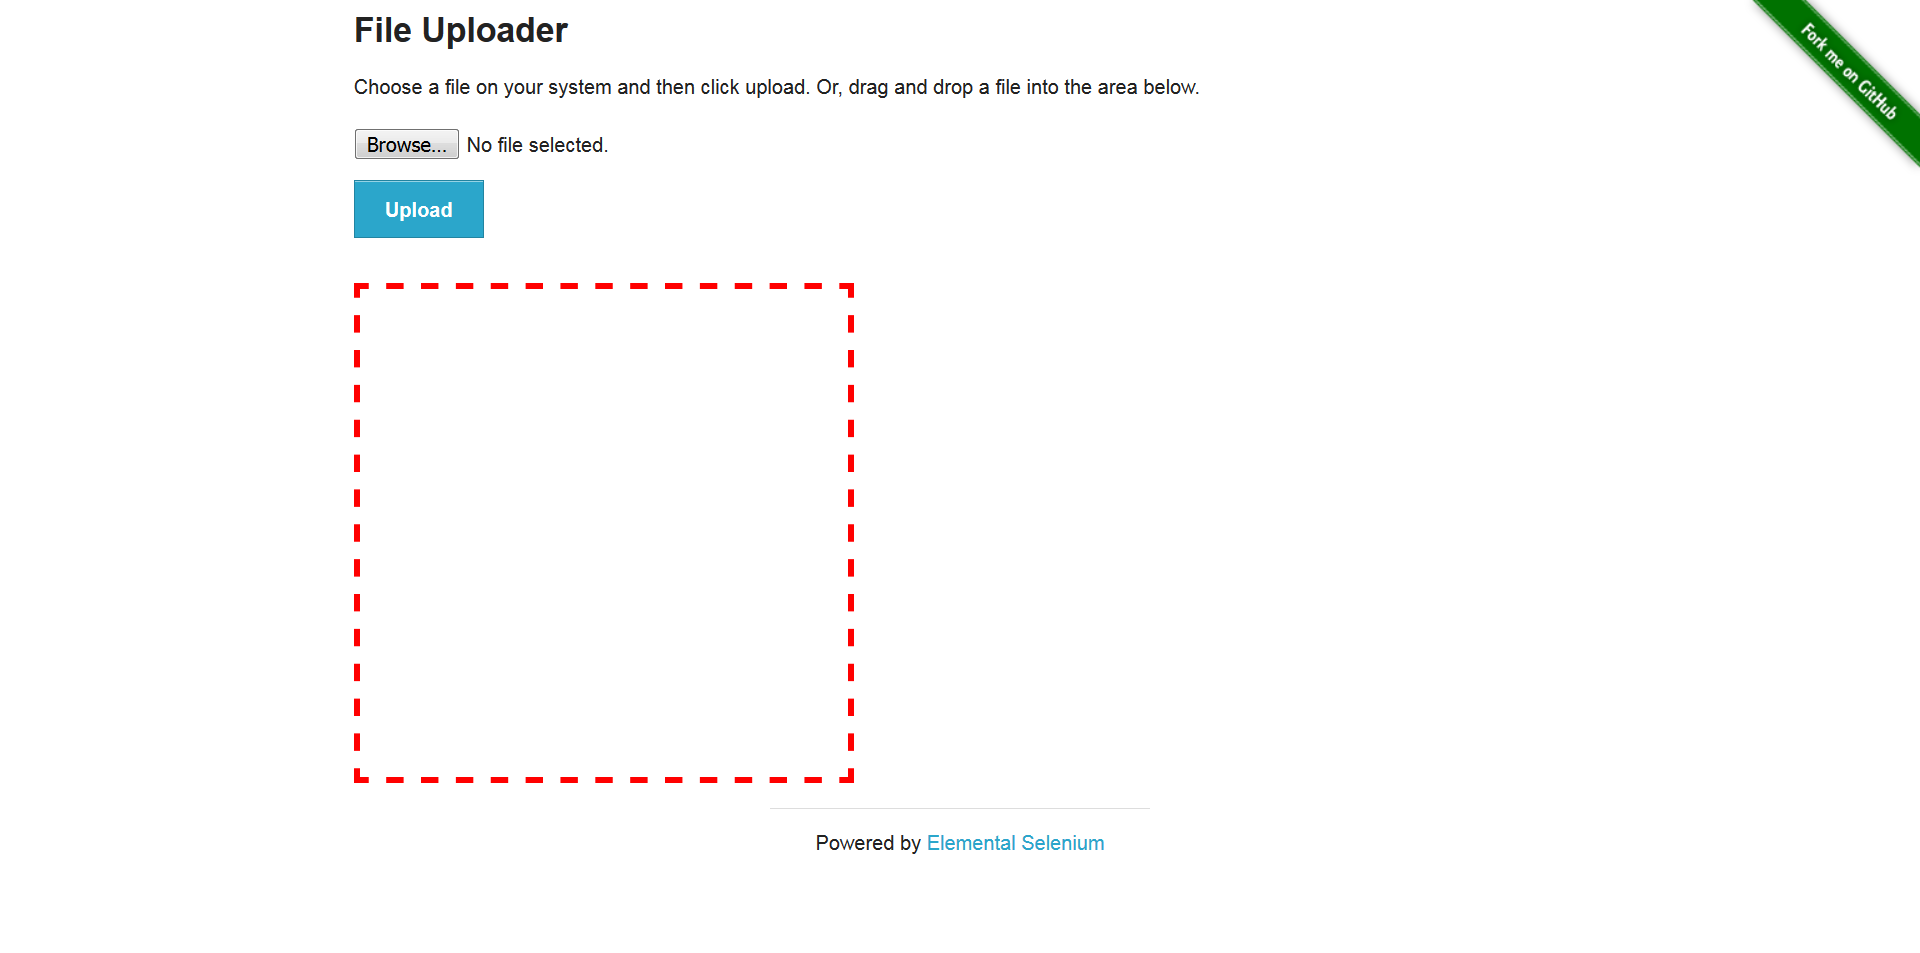 File Uploader
Fork me on GitHub
Choose a file on your system and then click upload. Or, drag and drop a file into the area below.
Browse... No file selected.
Upload
Powered by Elemental Selenium